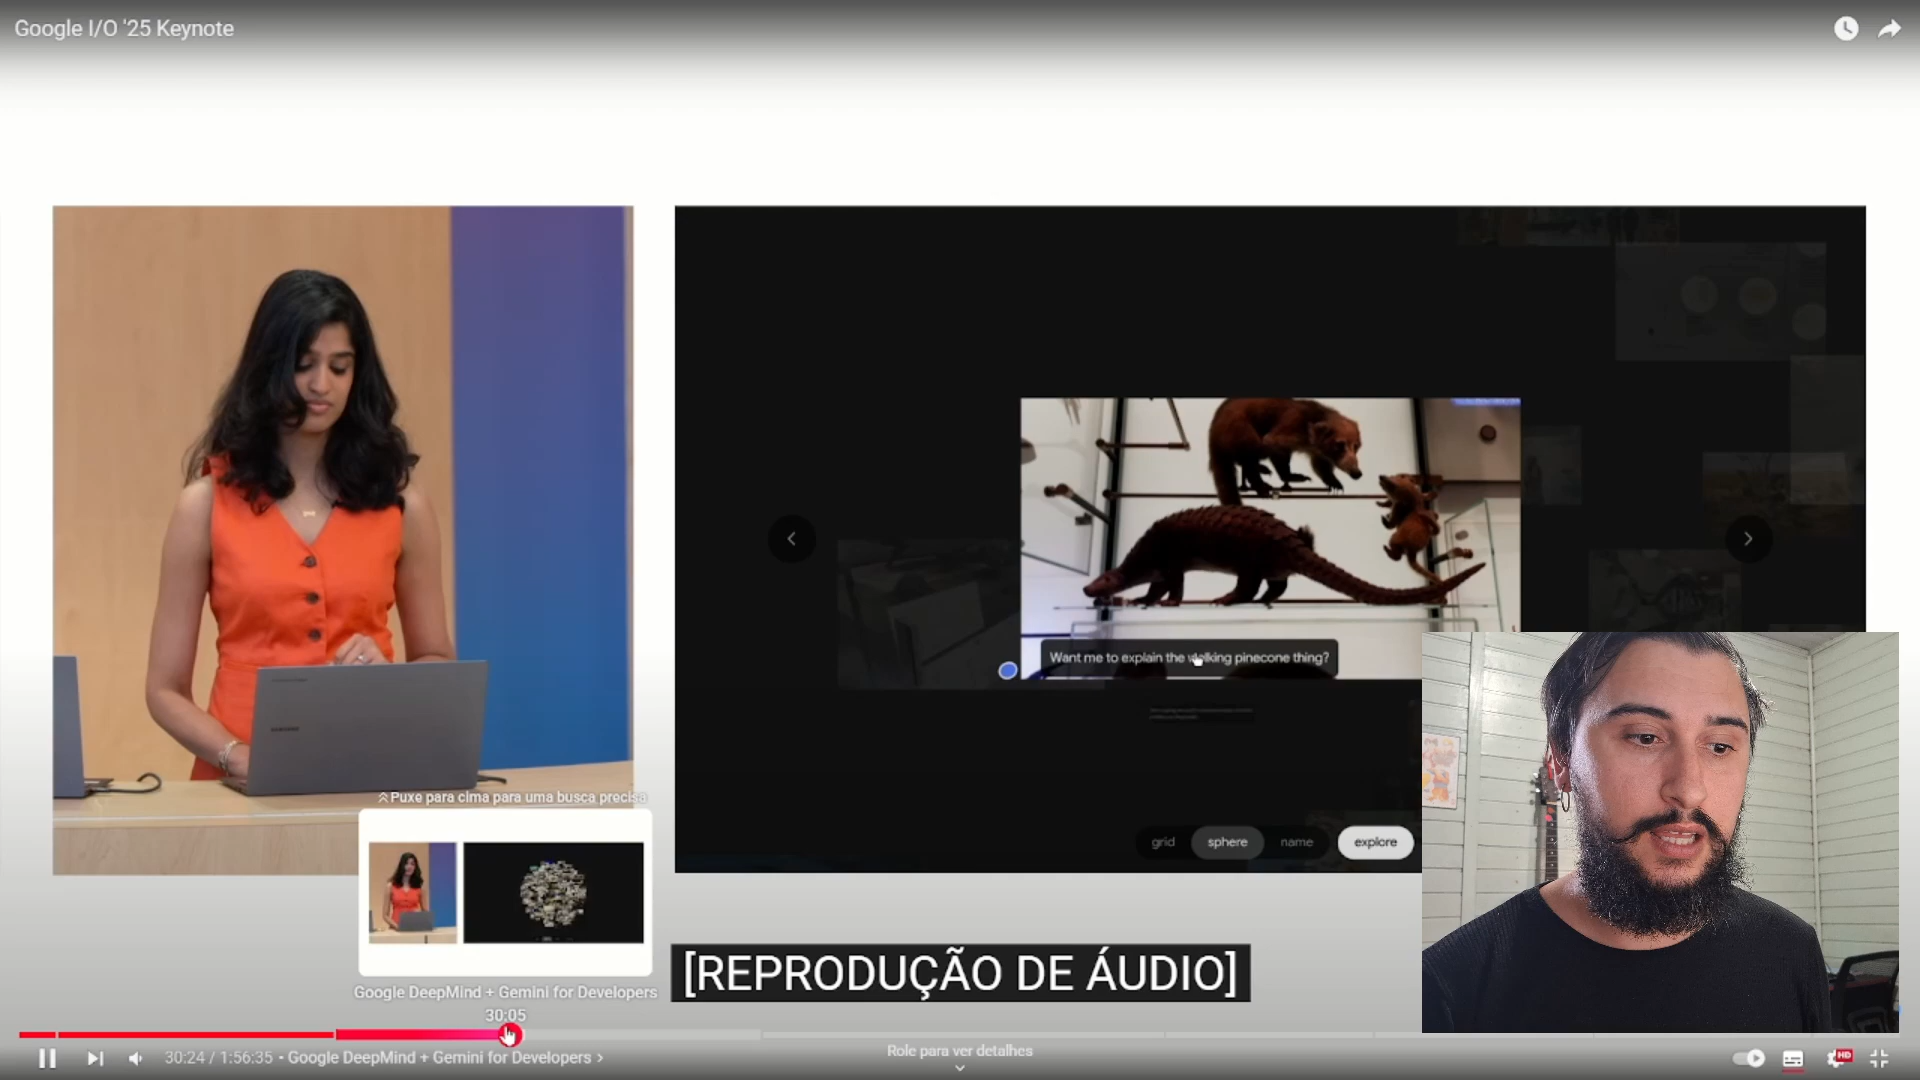 Google I/O '25 Keynote
Want me to explain the walking pinecone thing?
grid
sphere
name
explore
Puxe para cima para uma busca precisa
[REPRODUÇÃO DE ÁUDIO]
Google DeepMind + Gemini for Developers
30:05
30:24 / 1:56:35 • Google DeepMind + Gemini for Developers
Role para ver detalhes
HD